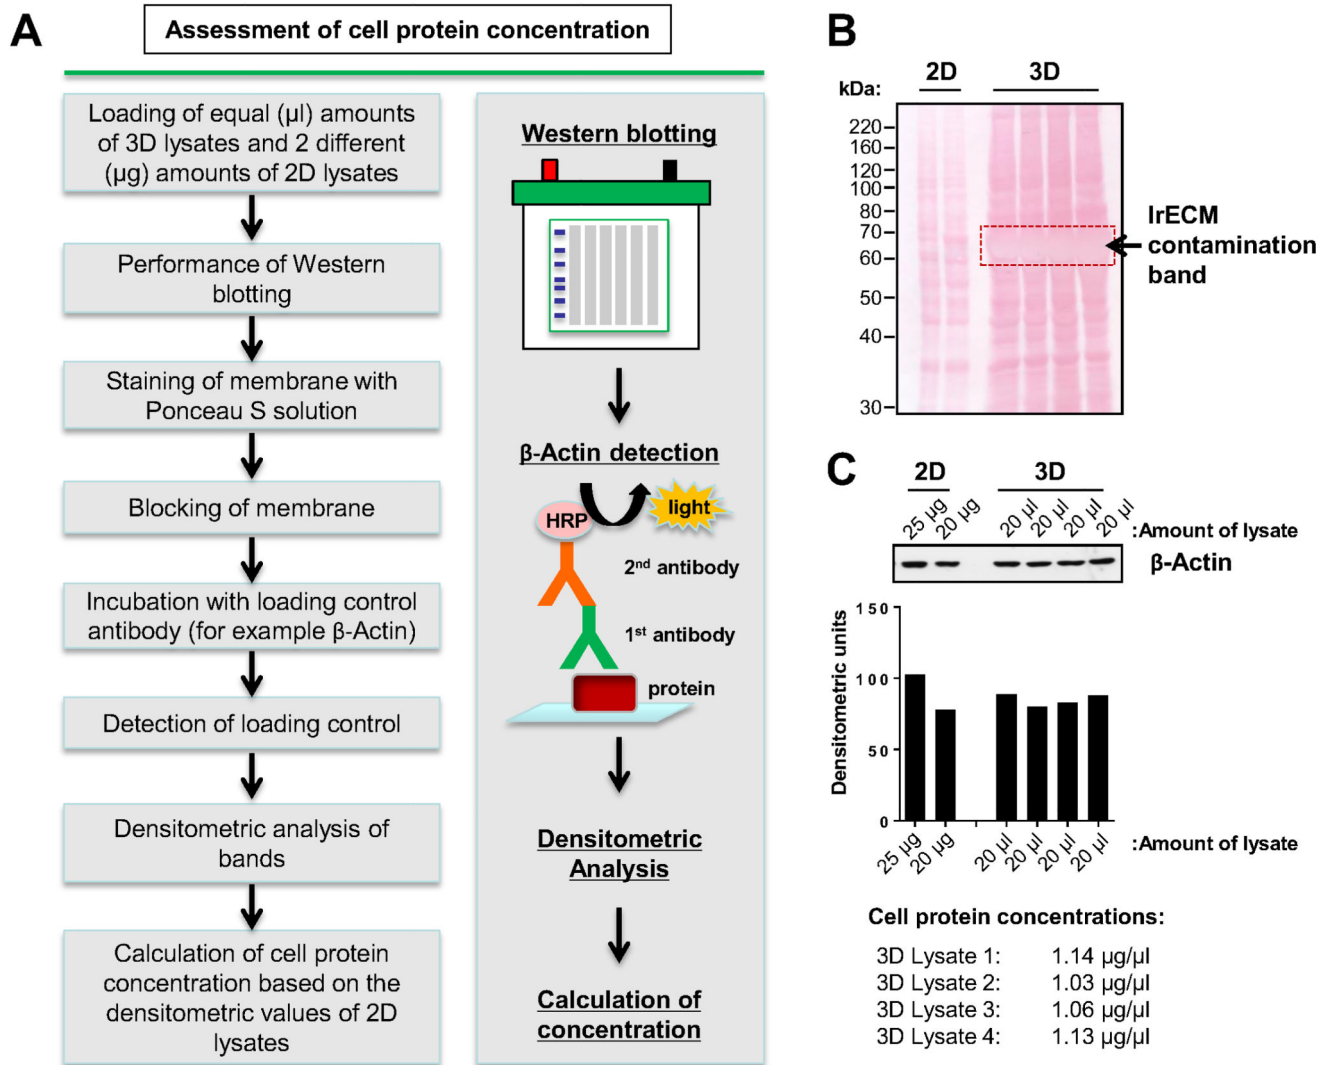 A
Assessment of cell protein concentration
Loading of equal (µl) amounts
of 3D lysates and 2 different
(µg) amounts of 2D lysates
Performance of Western
blotting
Staining of membrane with
Ponceau S solution
Blocking of membrane
Incubation with loading control
antibody (for example β-Actin)
Detection of loading control
Densitometric analysis of
bands
Calculation of cell protein
concentration based on the
densitometric values of 2D
lysates
Western blotting
β-Actin detection
HRP
light
2nd antibody
1st antibody
protein
Densitometric
Analysis
Calculation of
concentration
B
2D 3D
kDa:
220
160
120
100
80
70
60
50
40
30
IrECM
contamination
band
C
2D 3D
25 µg 20 µg 20 µl 20 µl 20 µl 20 µl :Amount of lysate
β-Actin
Densitometric units
150
100
50
0
25 µg 20 µg 20 µl 20 µl 20 µl 20 µl :Amount of lysate
Cell protein concentrations:
3D Lysate 1: 1.14 µg/µl
3D Lysate 2: 1.03 µg/µl
3D Lysate 3: 1.06 µg/µl
3D Lysate 4: 1.13 µg/µl